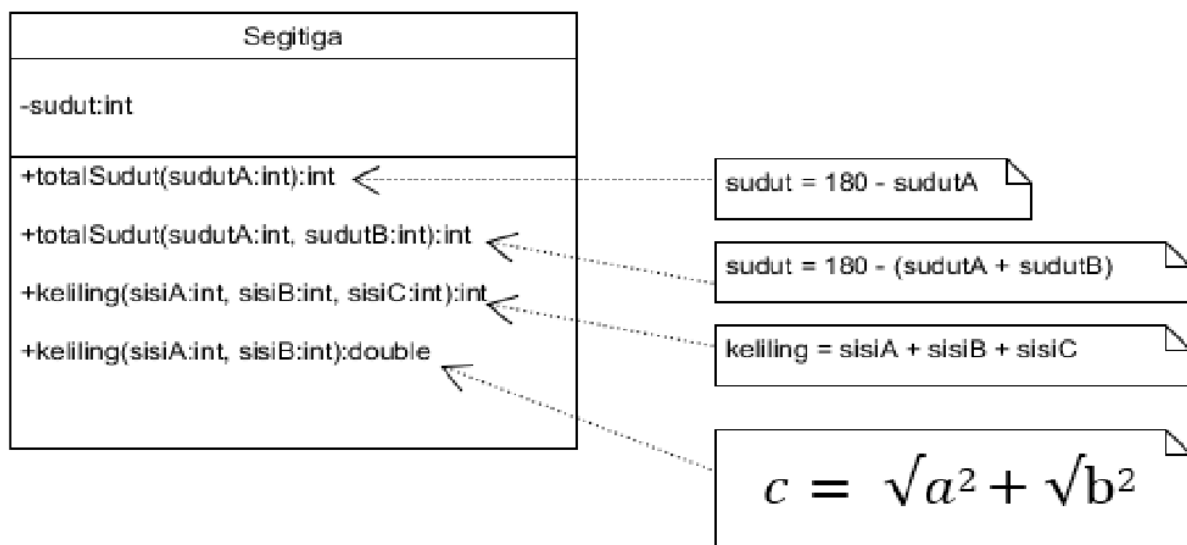 Segitiga
-sudut:int
+totalSudut(sudutA:int):int
+totalSudut(sudutA:int, sudutB:int):int
+keliling(sisiA:int, sisiB:int, sisiC:int):int
+keliling(sisiA:int, sisiB:int):double
sudut = 180 - sudutA
sudut = 180 - (sudutA + sudutB)
keliling = sisiA + sisiB + sisiC
c = √a² + √b²